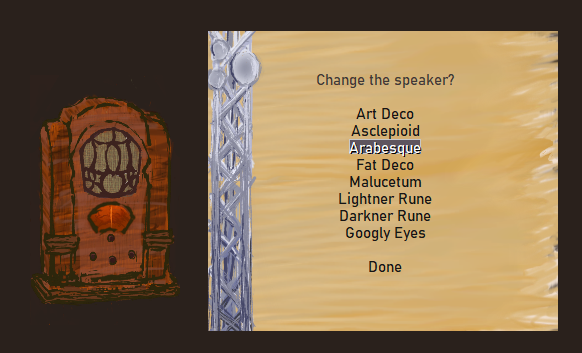 Change the speaker?
Art Deco
Asclepioid
Arabesque
Fat Deco
Malucetum
Lightner Rune
Darkner Rune
Googly Eyes
Done